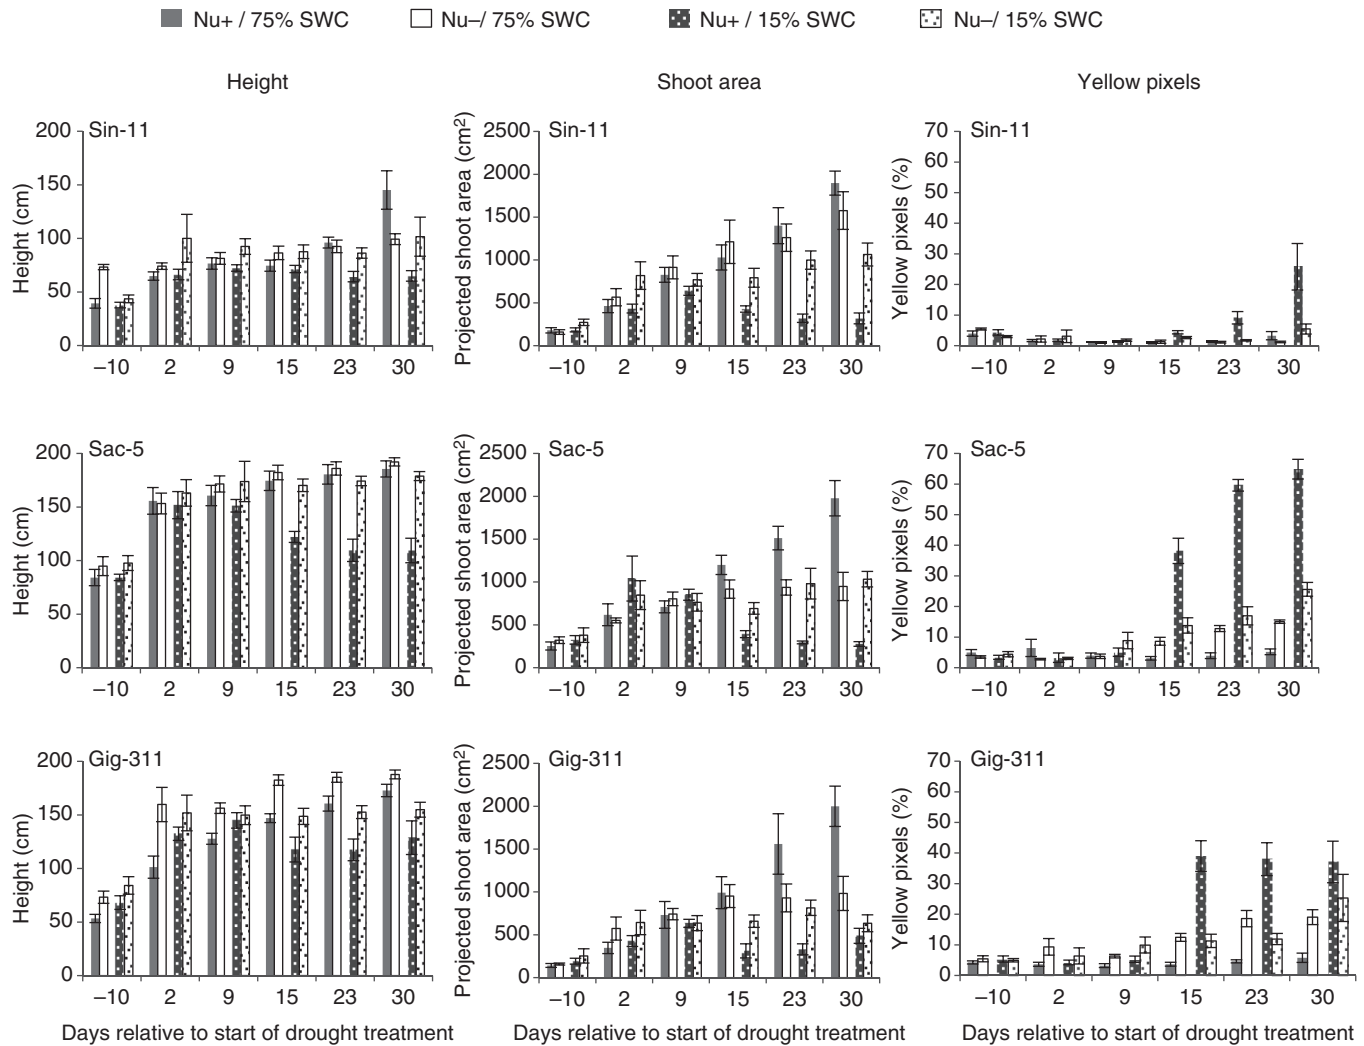 Nu+ / 75% SWC Nu–/ 75% SWC Nu+ / 15% SWC Nu–/ 15% SWC
Height Shoot area Yellow pixels
Sin-11
Height (cm)
200
150
100
50
0
–10 2 9 15 23 30
Sin-11
Projected shoot area (cm2)
2500
2000
1500
1000
500
0
–10 2 9 15 23 30
Sin-11
Yellow pixels (%)
70
60
50
40
30
20
10
0
–10 2 9 15 23 30
Sac-5
Height (cm)
200
150
100
50
0
–10 2 9 15 23 30
Sac-5
Projected shoot area (cm2)
2500
2000
1500
1000
500
0
–10 2 9 15 23 30
Sac-5
Yellow pixels (%)
70
60
50
40
30
20
10
0
–10 2 9 15 23 30
Gig-311
Height (cm)
200
150
100
50
0
–10 2 9 15 23 30
Days relative to start of drought treatment
Gig-311
Projected shoot area (cm2)
2500
2000
1500
1000
500
0
–10 2 9 15 23 30
Days relative to start of drought treatment
Gig-311
Yellow pixels (%)
70
60
50
40
30
20
10
0
–10 2 9 15 23 30
Days relative to start of drought treatment